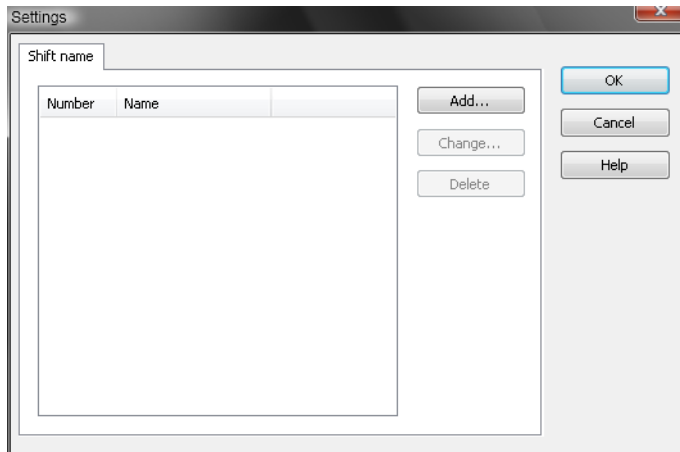 Settings
Shift name
Number Name
Add...
Change...
Delete
OK
Cancel
Help